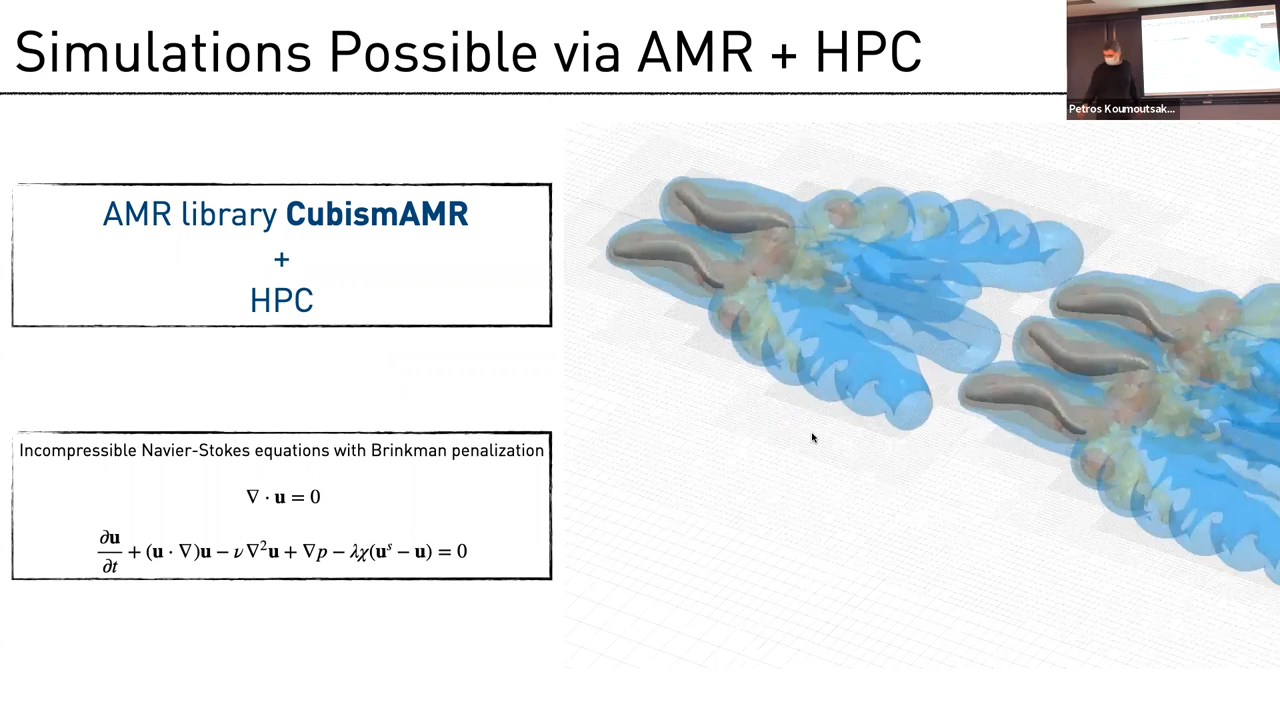 Simulations Possible via AMR + HPC
Petros Koumoutsak...
AMR library CubismAMR
+
HPC
Incompressible Navier-Stokes equations with Brinkman penalization
∇ · u = 0
∂u/∂t + (u · ∇)u − ν∇²u + ∇p − λχ(uˢ − u) = 0